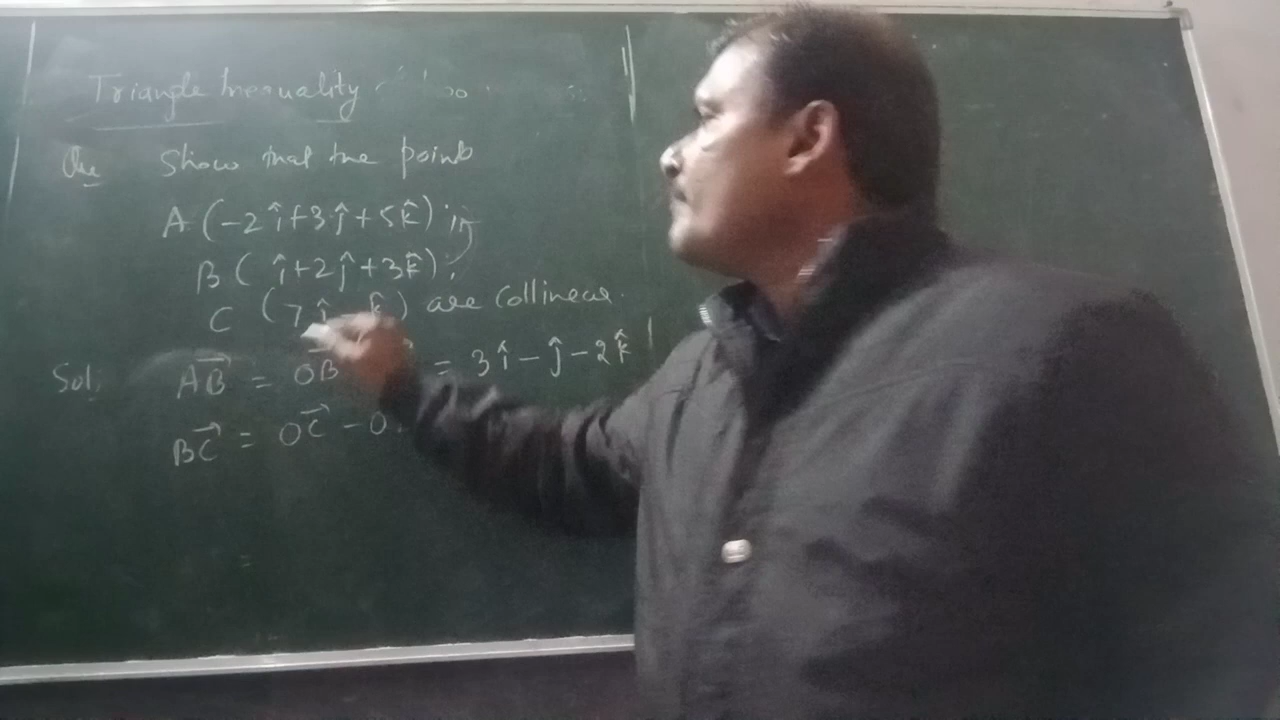 Triangle Inequality
Que Show that the points
A (-2î+3ĵ+5k̂)
B ( î+2ĵ+3k̂),
C (7î k̂) are Collinear.
Sol, AB⃗ = OB⃗ = 3î-ĵ-2k̂
BC⃗ = OC⃗ - O